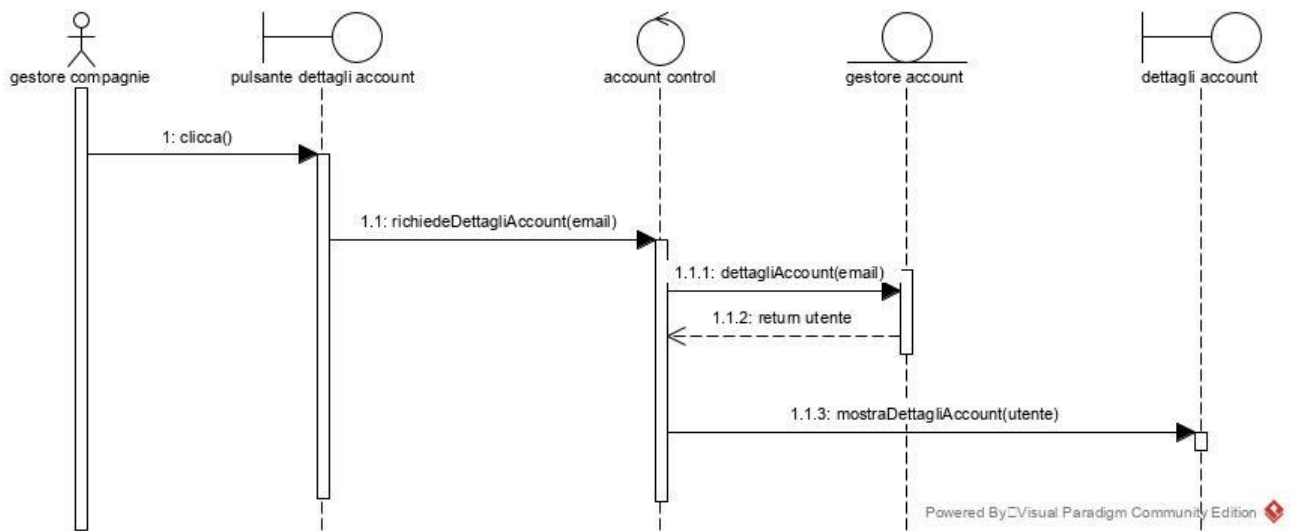 gestore compagnie
pulsante dettagli account
account control
gestore account
dettagli account
1: clicca()
1.1: richiedeDettagliAccount(email)
1.1.1: dettagliAccount(email)
1.1.2: return utente
1.1.3: mostraDettagliAccount(utente)
Powered By□Visual Paradigm Community Edition